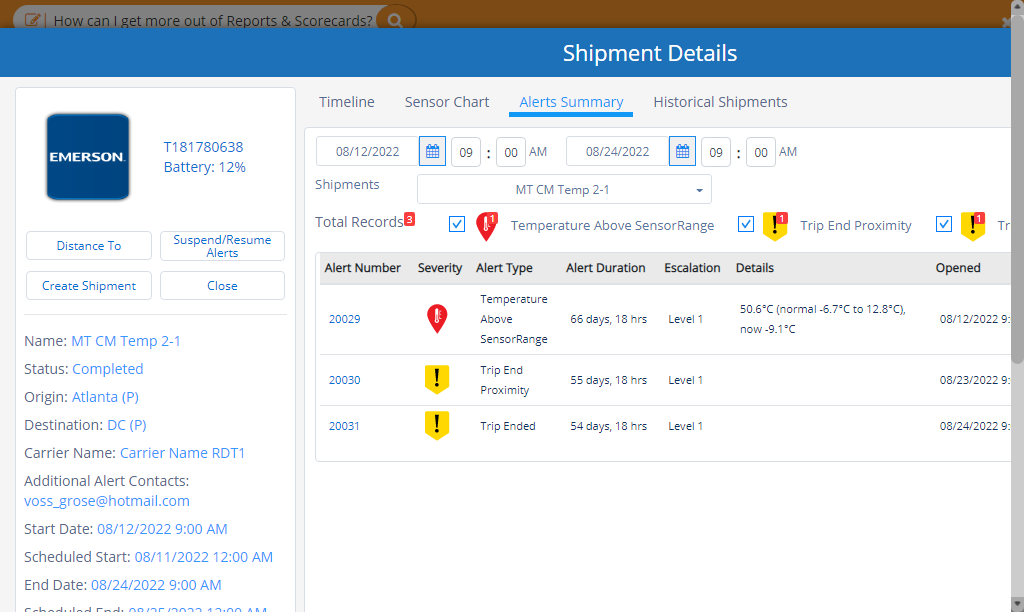 How can I get more out of Reports & Scorecards?
Shipment Details
EMERSON.
T181780638
Battery: 12%
Distance To
Suspend/Resume
Alerts
Create Shipment
Close
Name: MT CM Temp 2-1
Status: Completed
Origin: Atlanta (P)
Destination: DC (P)
Carrier Name: Carrier Name RDT1
Additional Alert Contacts:
voss_grose@hotmail.com
Start Date: 08/12/2022 9:00 AM
Scheduled Start: 08/11/2022 12:00 AM
End Date: 08/24/2022 9:00 AM
Scheduled End: 08/25/2022 12:00 AM
Timeline Sensor Chart Alerts Summary Historical Shipments
08/12/2022 09 : 00 AM 08/24/2022 09 : 00 AM
Shipments MT CM Temp 2-1
Total Records 3 1 Temperature Above SensorRange 1 Trip End Proximity 1 Tr
Alert Number Severity Alert Type Alert Duration Escalation Details Opened
20029 Temperature Above SensorRange 66 days, 18 hrs Level 1 50.6°C (normal -6.7°C to 12.8°C), now -9.1°C 08/12/2022 9:
20030 Trip End Proximity 55 days, 18 hrs Level 1 08/23/2022 9:
20031 Trip Ended 54 days, 18 hrs Level 1 08/24/2022 9: